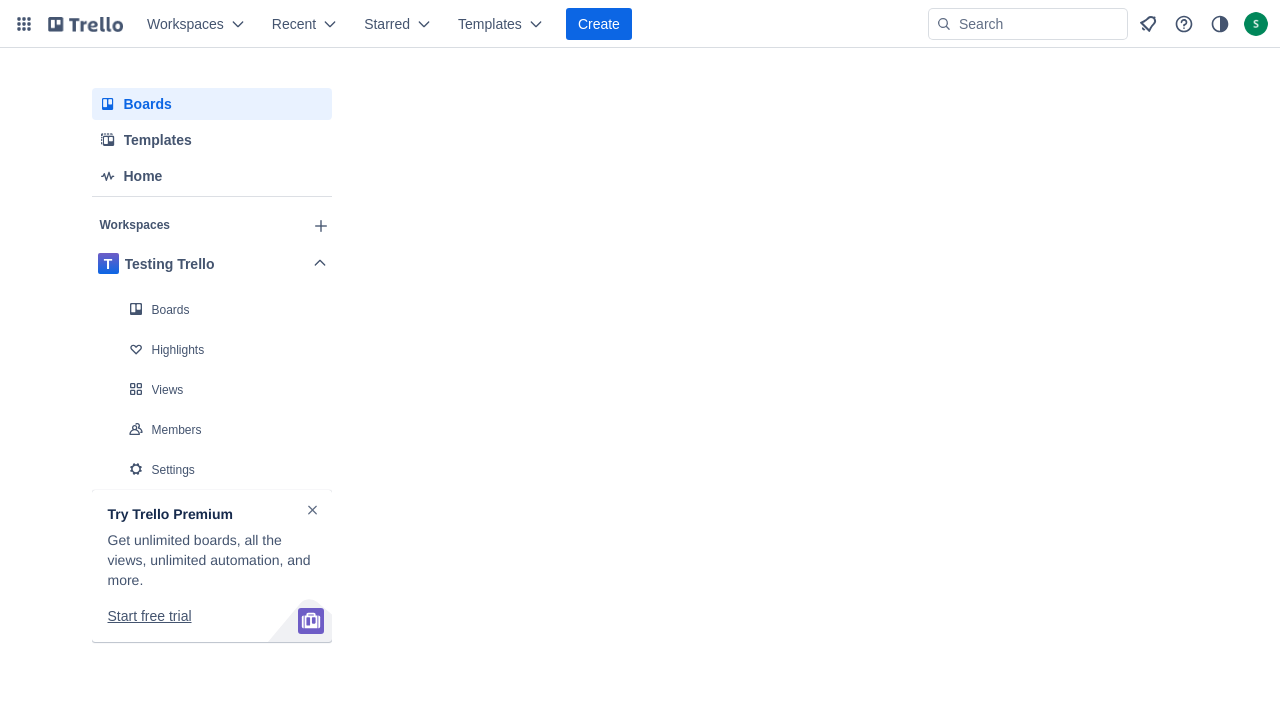 Trello
Workspaces
Recent
Starred
Templates
Create
Search
S
Boards
Templates
Home
Workspaces
T Testing Trello
Boards
Highlights
Views
Members
Settings
Try Trello Premium
Get unlimited boards, all the
views, unlimited automation, and
more.
Start free trial